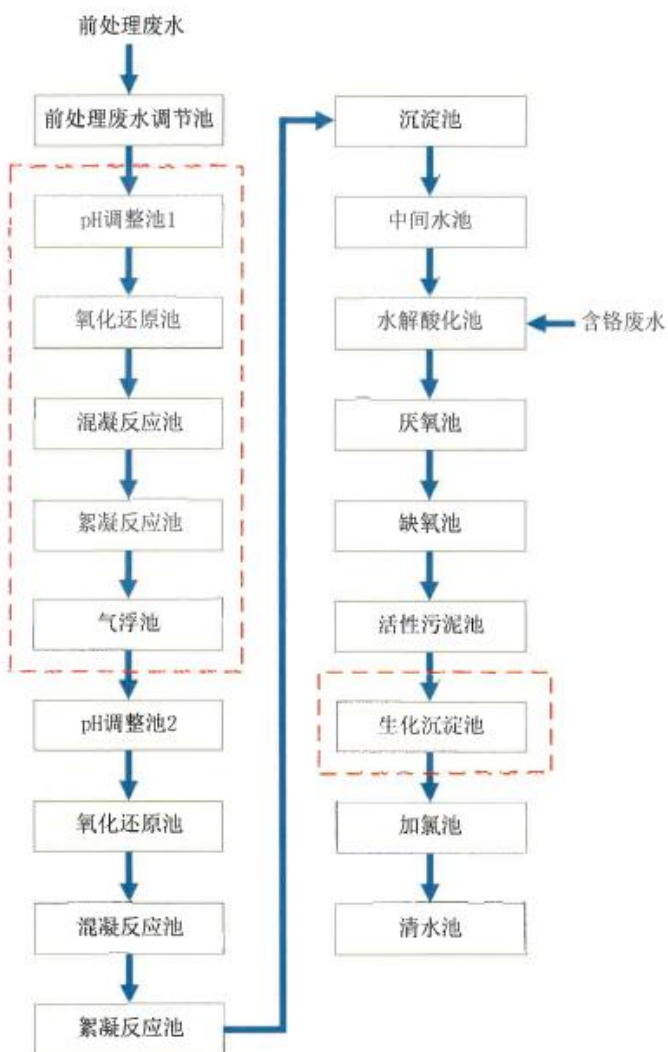 前处理废水
前处理废水调节池
pH调整池1
氧化还原池
混凝反应池
絮凝反应池
气浮池
pH调整池2
氧化还原池
混凝反应池
絮凝反应池
沉淀池
中间水池
水解酸化池
含铬废水
厌氧池
缺氧池
活性污泥池
生化沉淀池
加氯池
清水池